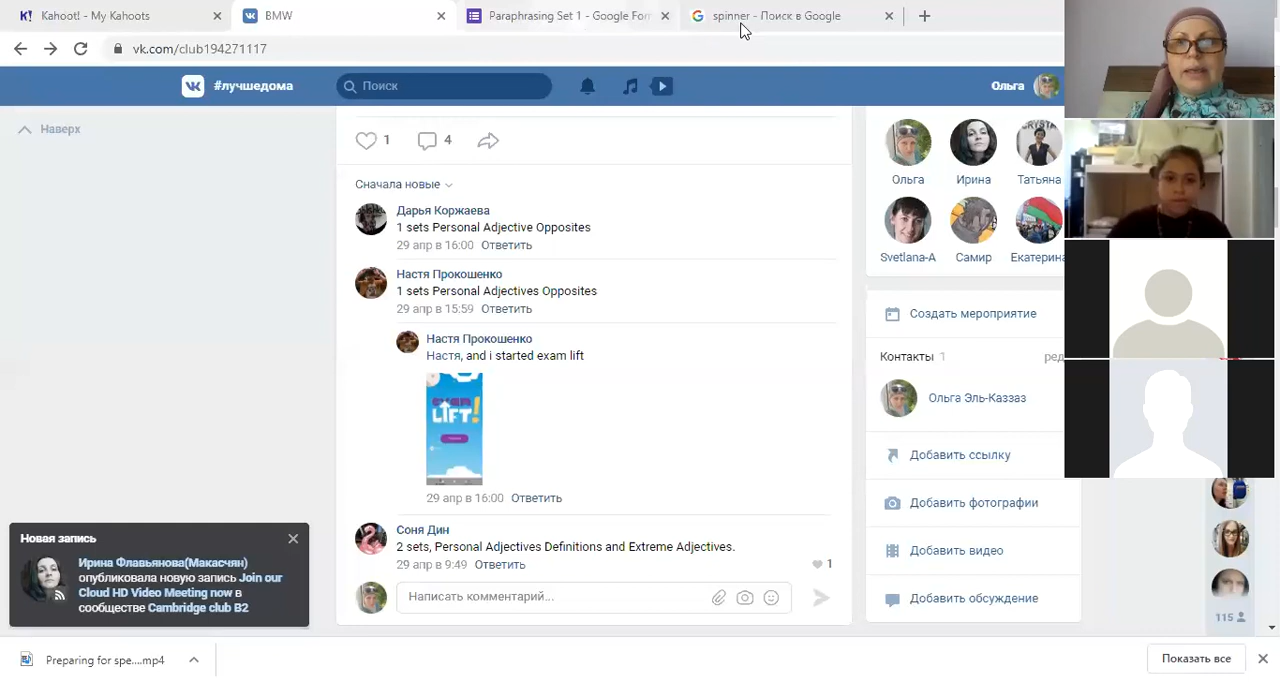 Kahoot! - My Kahoots
BMW
Paraphrasing Set 1 - Google For
spinner - Поиск в Google
vk.com/club194271117
#лучшедома
Поиск
Ольга
Наверх
1
4
Сначала новые
Дарья Коржаева
1 sets Personal Adjective Opposites
29 апр в 16:00 Ответить
Настя Прокошенко
1 sets Personal Adjectives Opposites
29 апр в 15:59 Ответить
Настя Прокошенко
Настя, and i started exam lift
LIFT!
29 апр в 16:00 Ответить
Соня Дин
2 sets, Personal Adjectives Definitions and Extreme Adjectives.
29 апр в 9:49 Ответить
1
Написать комментарий...
Ольга
Ирина
Татьяна
Svetlana-A
Самир
Екатерина
Создать мероприятие
Контакты 1
ред
Ольга Эль-Каззаз
Добавить ссылку
Добавить фотографии
Добавить видео
Добавить обсуждение
115
Новая запись
Ирина Флавьянова(Макасчян)
опубликовала новую запись Join our
Cloud HD Video Meeting now в
сообществе Cambridge club B2
Preparing for spe....mp4
Показать все